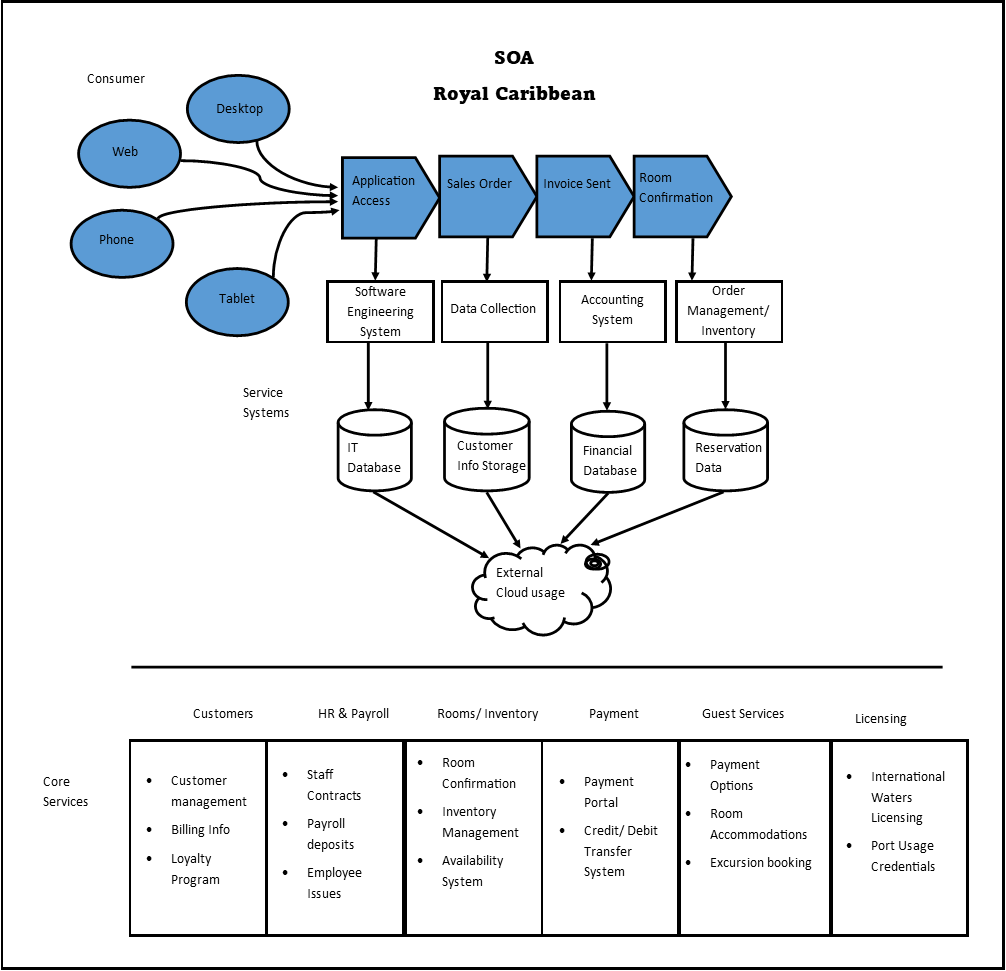 SOA
Royal Caribbean
Consumer
Desktop
Web
Phone
Tablet
Application
Access
Sales Order
Invoice Sent
Room
Confirmation
Software
Engineering
System
Data Collection
Accounting
System
Order
Management/
Inventory
Service
Systems
IT
Database
Customer
Info Storage
Financial
Database
Reservation
Data
External
Cloud usage
Customers
HR & Payroll
Rooms/ Inventory
Payment
Guest Services
Licensing
Core
Services
• Customer
management
• Billing Info
• Loyalty
Program
• Staff
Contracts
• Payroll
deposits
• Employee
Issues
• Room
Confirmation
• Inventory
Management
• Availability
System
• Payment
Portal
• Credit/ Debit
Transfer
System
• Payment
Options
• Room
Accommodations
• Excursion booking
• International
Waters
Licensing
• Port Usage
Credentials